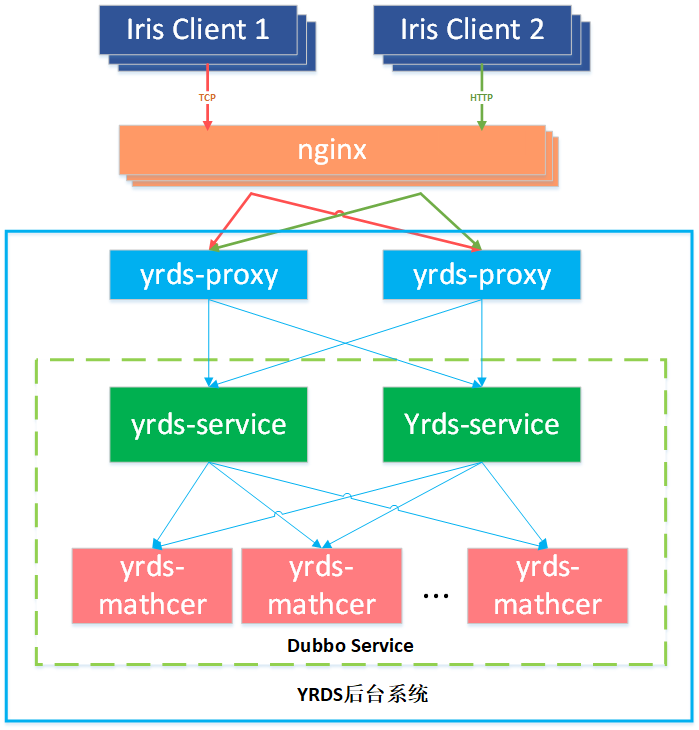 Iris Client 1
Iris Client 2
TCP
HTTP
nginx
yrds-proxy
yrds-proxy
yrds-service
Yrds-service
yrds-
mathcer
yrds-
mathcer
...
yrds-
mathcer
Dubbo Service
YRDS后台系统